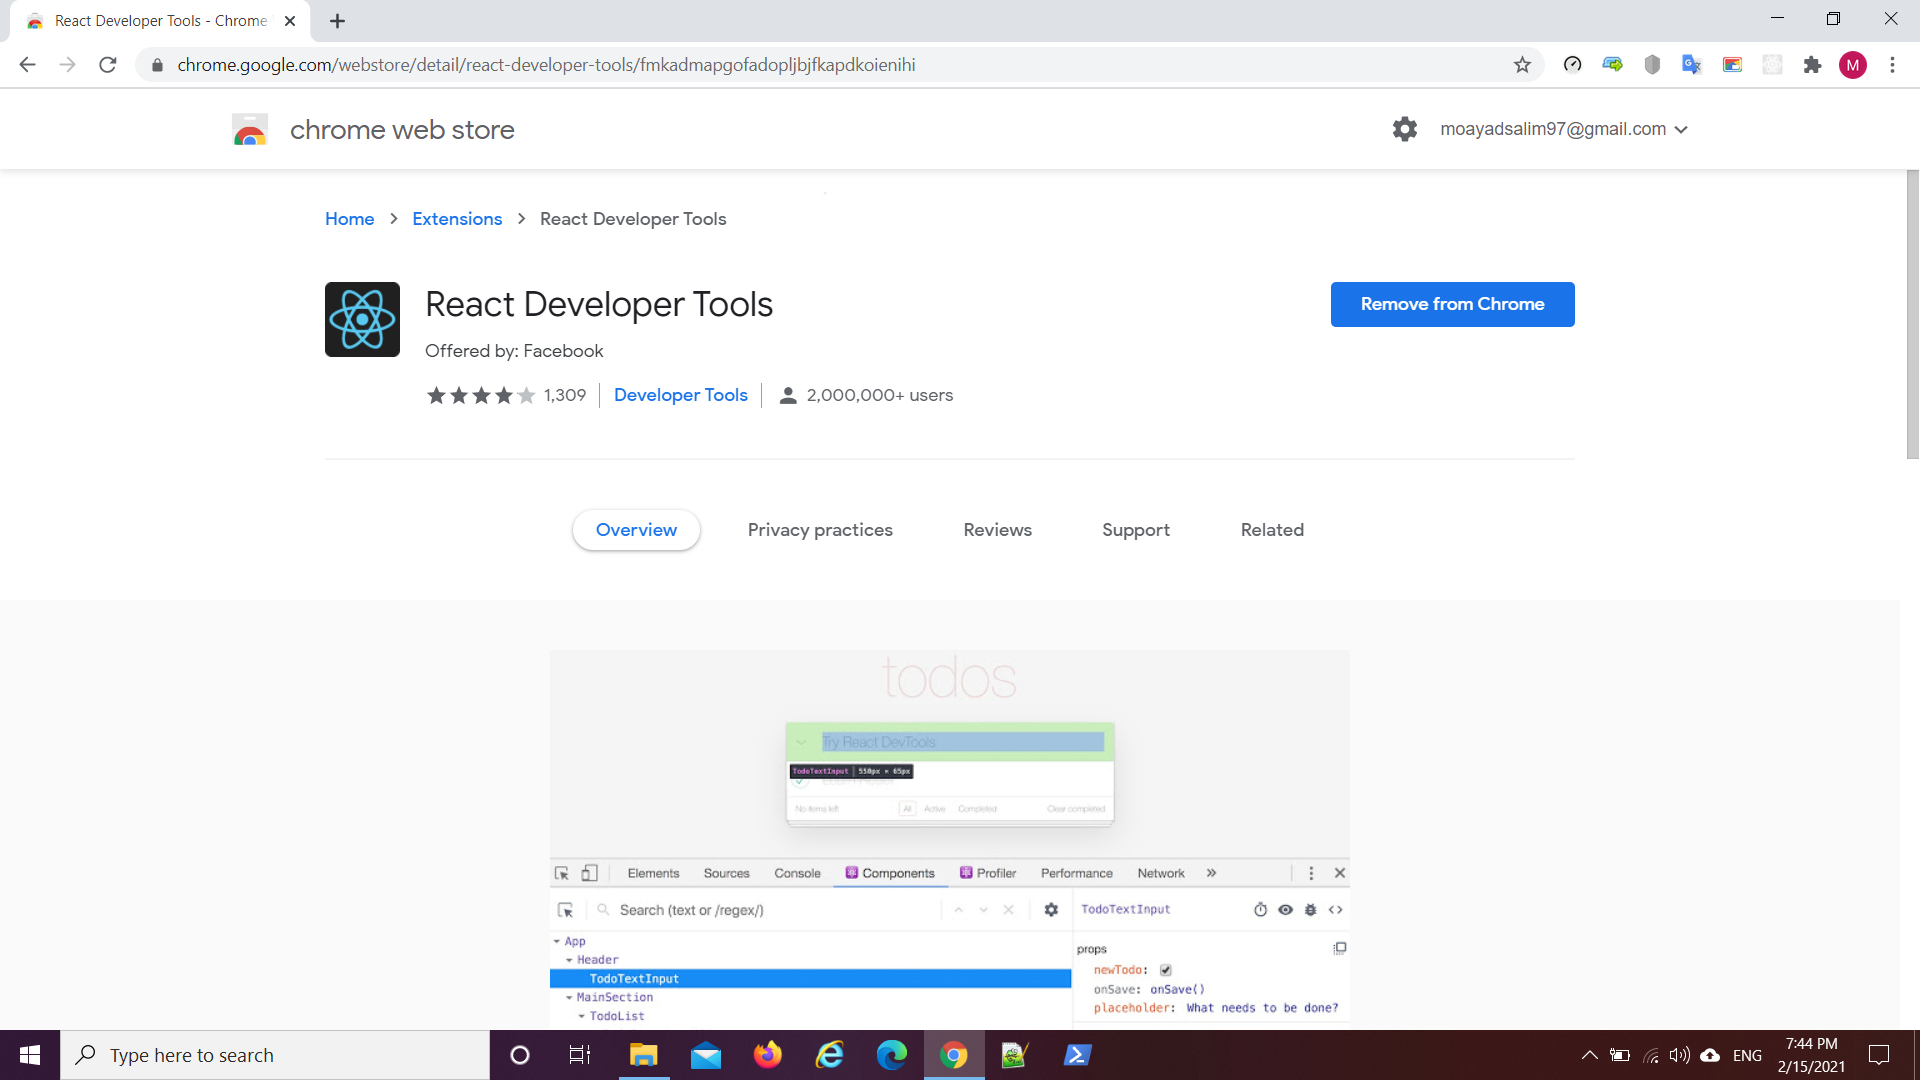 React Developer Tools - Chrome
chrome.google.com/webstore/detail/react-developer-tools/fmkadmapgofadopljbjfkapdkoienihi
M
chrome web store
moayadsalim97@gmail.com
Home > Extensions > React Developer Tools
React Developer Tools
Remove from Chrome
Offered by: Facebook
1,309
Developer Tools
2,000,000+ users
Overview
Privacy practices
Reviews
Support
Related
todos
Try React DevTools
TodoTextInput | 550px × 65px
No items left
All
Active
Completed
Clear completed
Elements
Sources
Console
Components
Profiler
Performance
Network
»
Search (text or /regex/)
TodoTextInput
App
Header
TodoTextInput
MainSection
TodoList
props
newTodo:
onSave: onSave()
placeholder: What needs to be done?
Type here to search
ENG
7:44 PM
2/15/2021